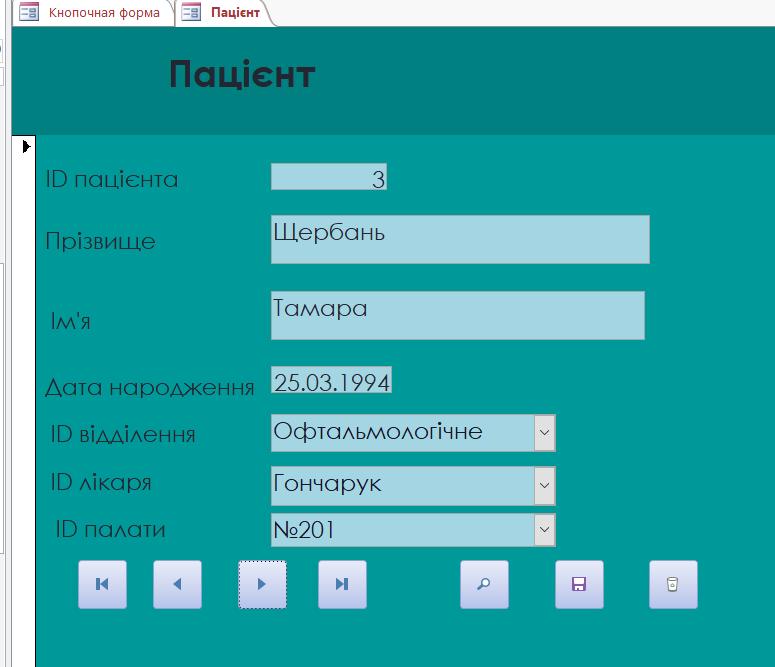 Кнопочная форма Пацієнт
Пацієнт
ID пацієнта 3
Прізвище Щербань
Ім'я Тамара
Дата народження 25.03.1994
ID відділення Офтальмологічне
ID лікаря Гончарук
ID палати №201